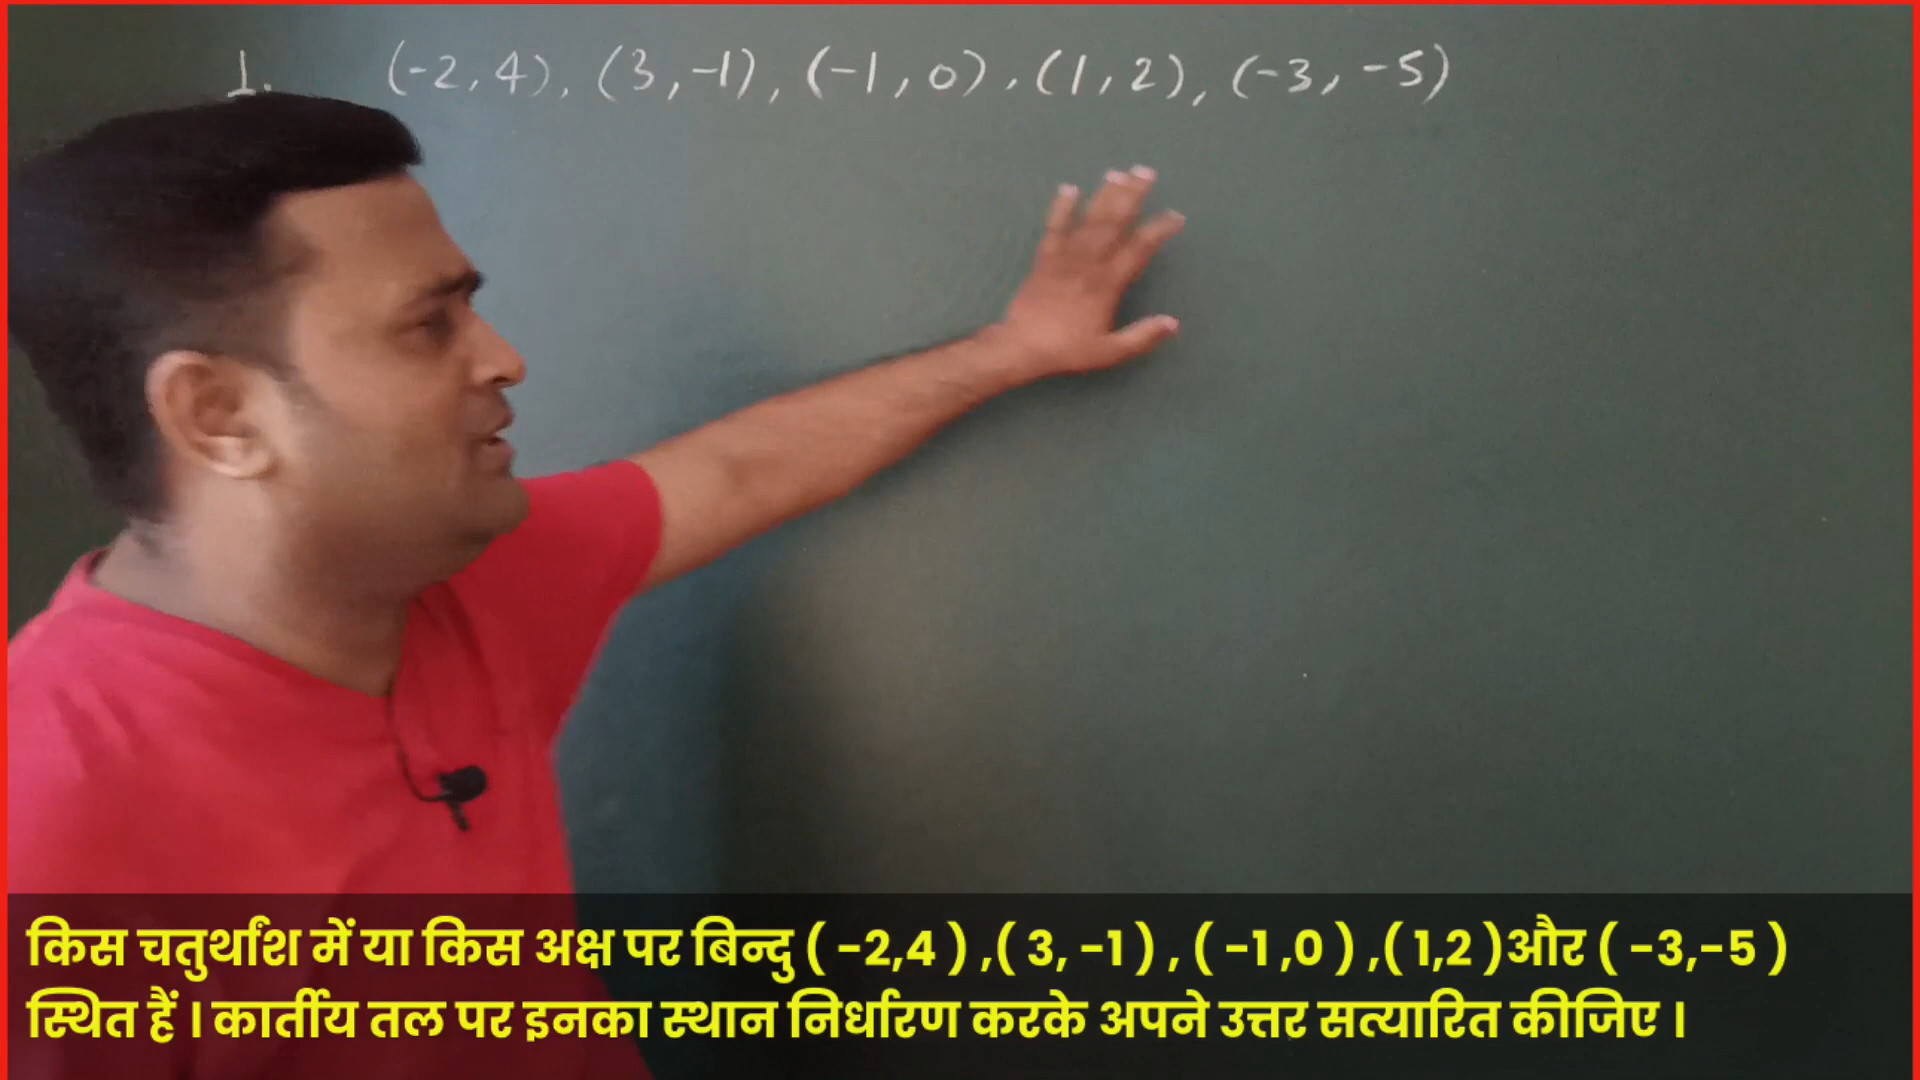 1. (-2, 4), (3, -1), (-1, 0), (1, 2), (-3, -5)
किस चतुर्थांश में या किस अक्ष पर बिन्दु ( -2,4 ) ,( 3, -1 ) , ( -1 ,0 ) ,( 1,2 )और ( -3,-5 )
स्थित हैं । कार्तीय तल पर इनका स्थान निर्धारण करके अपने उत्तर सत्यारित कीजिए ।